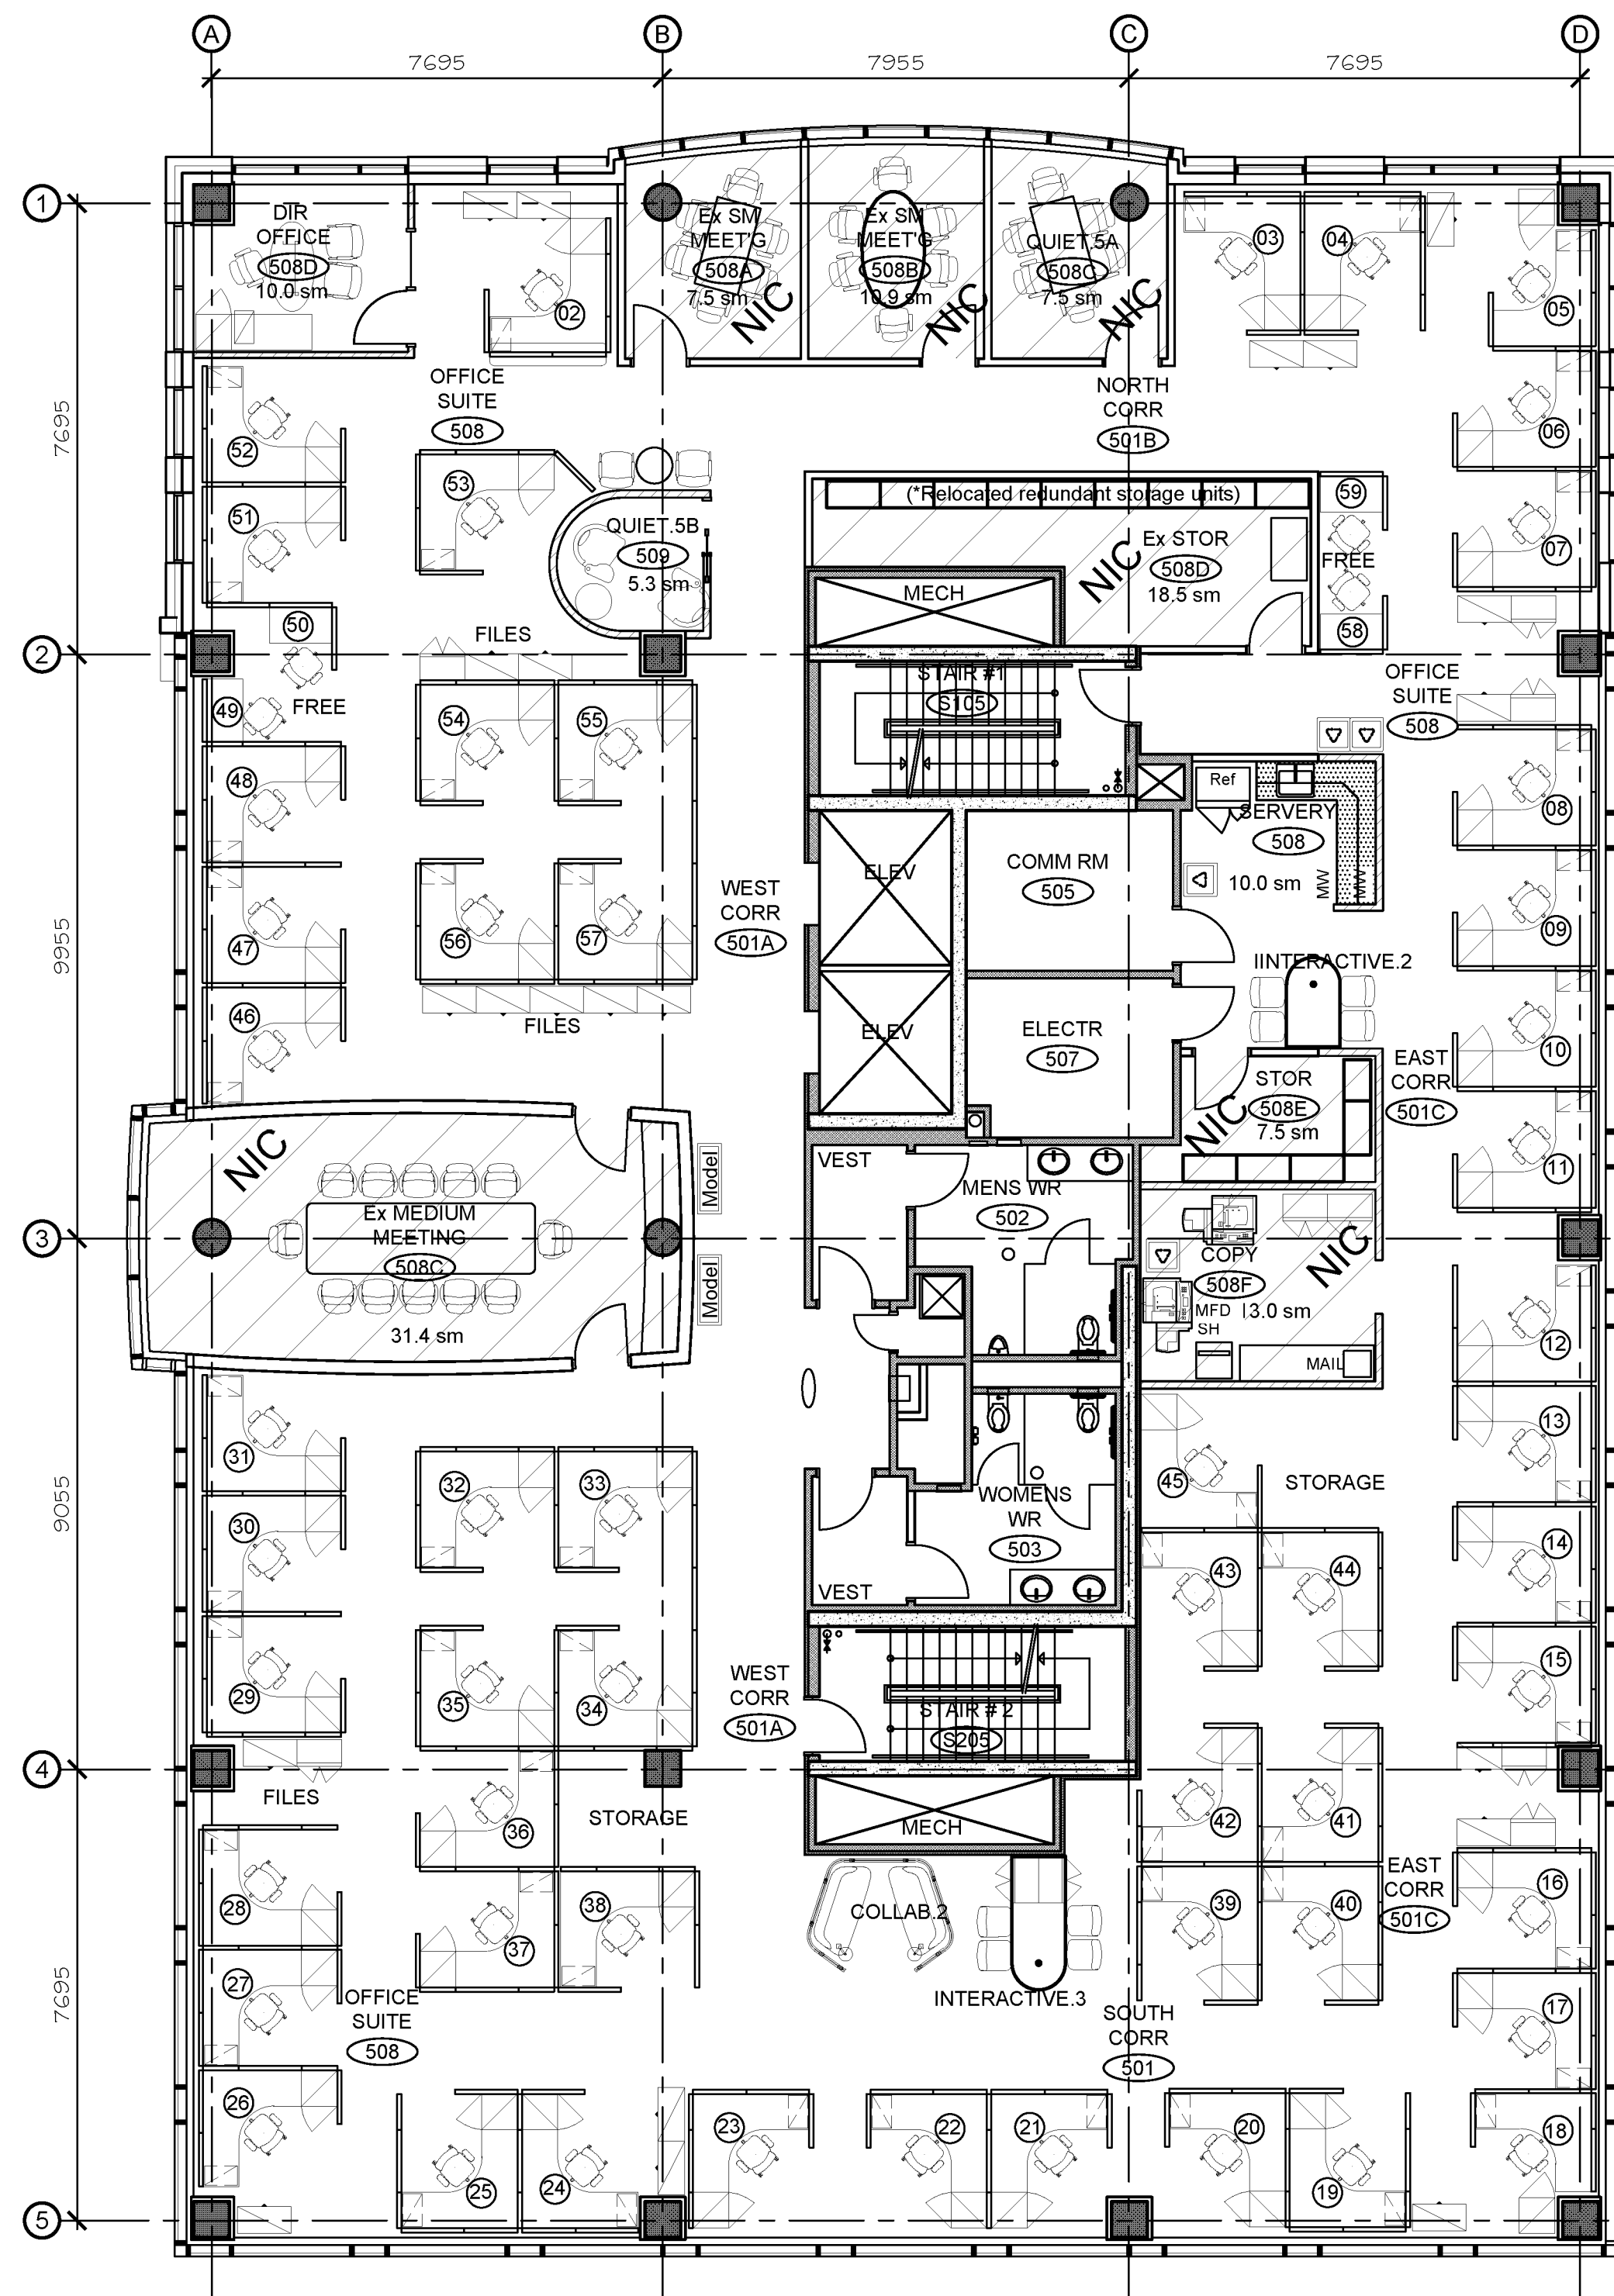 A
B
C
D
7695
7955
7695
1
DIR
OFFICE
508D
10.0 sm
02
Ex SM
MEET'G
508A
7.5 sm
NIC
Ex SM
MEET'G
508B
10.9 sm
NIC
QUIET.5A
508C
7.5 sm
NIC
03
04
05
7695
52
OFFICE
SUITE
508
NORTH
CORR
501B
06
51
53
QUIET.5B
509
5.3 sm
(*Relocated redundant storage units)
Ex STOR
508D
18.5 sm
NIC
59
FREE
58
07
MECH
50
FILES
2
49
FREE
54
55
STAIR #1
S105
OFFICE
SUITE
508
48
Ref
SERVERY
508
10.0 sm
MW
MW
08
9955
47
56
57
WEST
CORR
501A
ELEV
COMM RM
505
09
IINTERACTIVE.2
46
FILES
ELEV
ELECTR
507
10
STOR
508E
7.5 sm
NIC
EAST
CORR
501C
11
NIC
Model
VEST
MENS WR
502
3
Ex MEDIUM
MEETING
508C
31.4 sm
Model
COPY
508F
13.0 sm
NIC
MFD
SH
MAIL
12
31
13
9055
32
33
WOMENS
WR
503
45
STORAGE
30
VEST
43
44
14
29
35
34
WEST
CORR
501A
STAIR # 2
S205
15
4
FILES
36
STORAGE
MECH
42
41
28
37
38
COLLAB.2
39
40
EAST
CORR
501C
16
7695
27
OFFICE
SUITE
508
INTERACTIVE.3
SOUTH
CORR
501
17
26
25
24
23
22
21
20
19
18
5